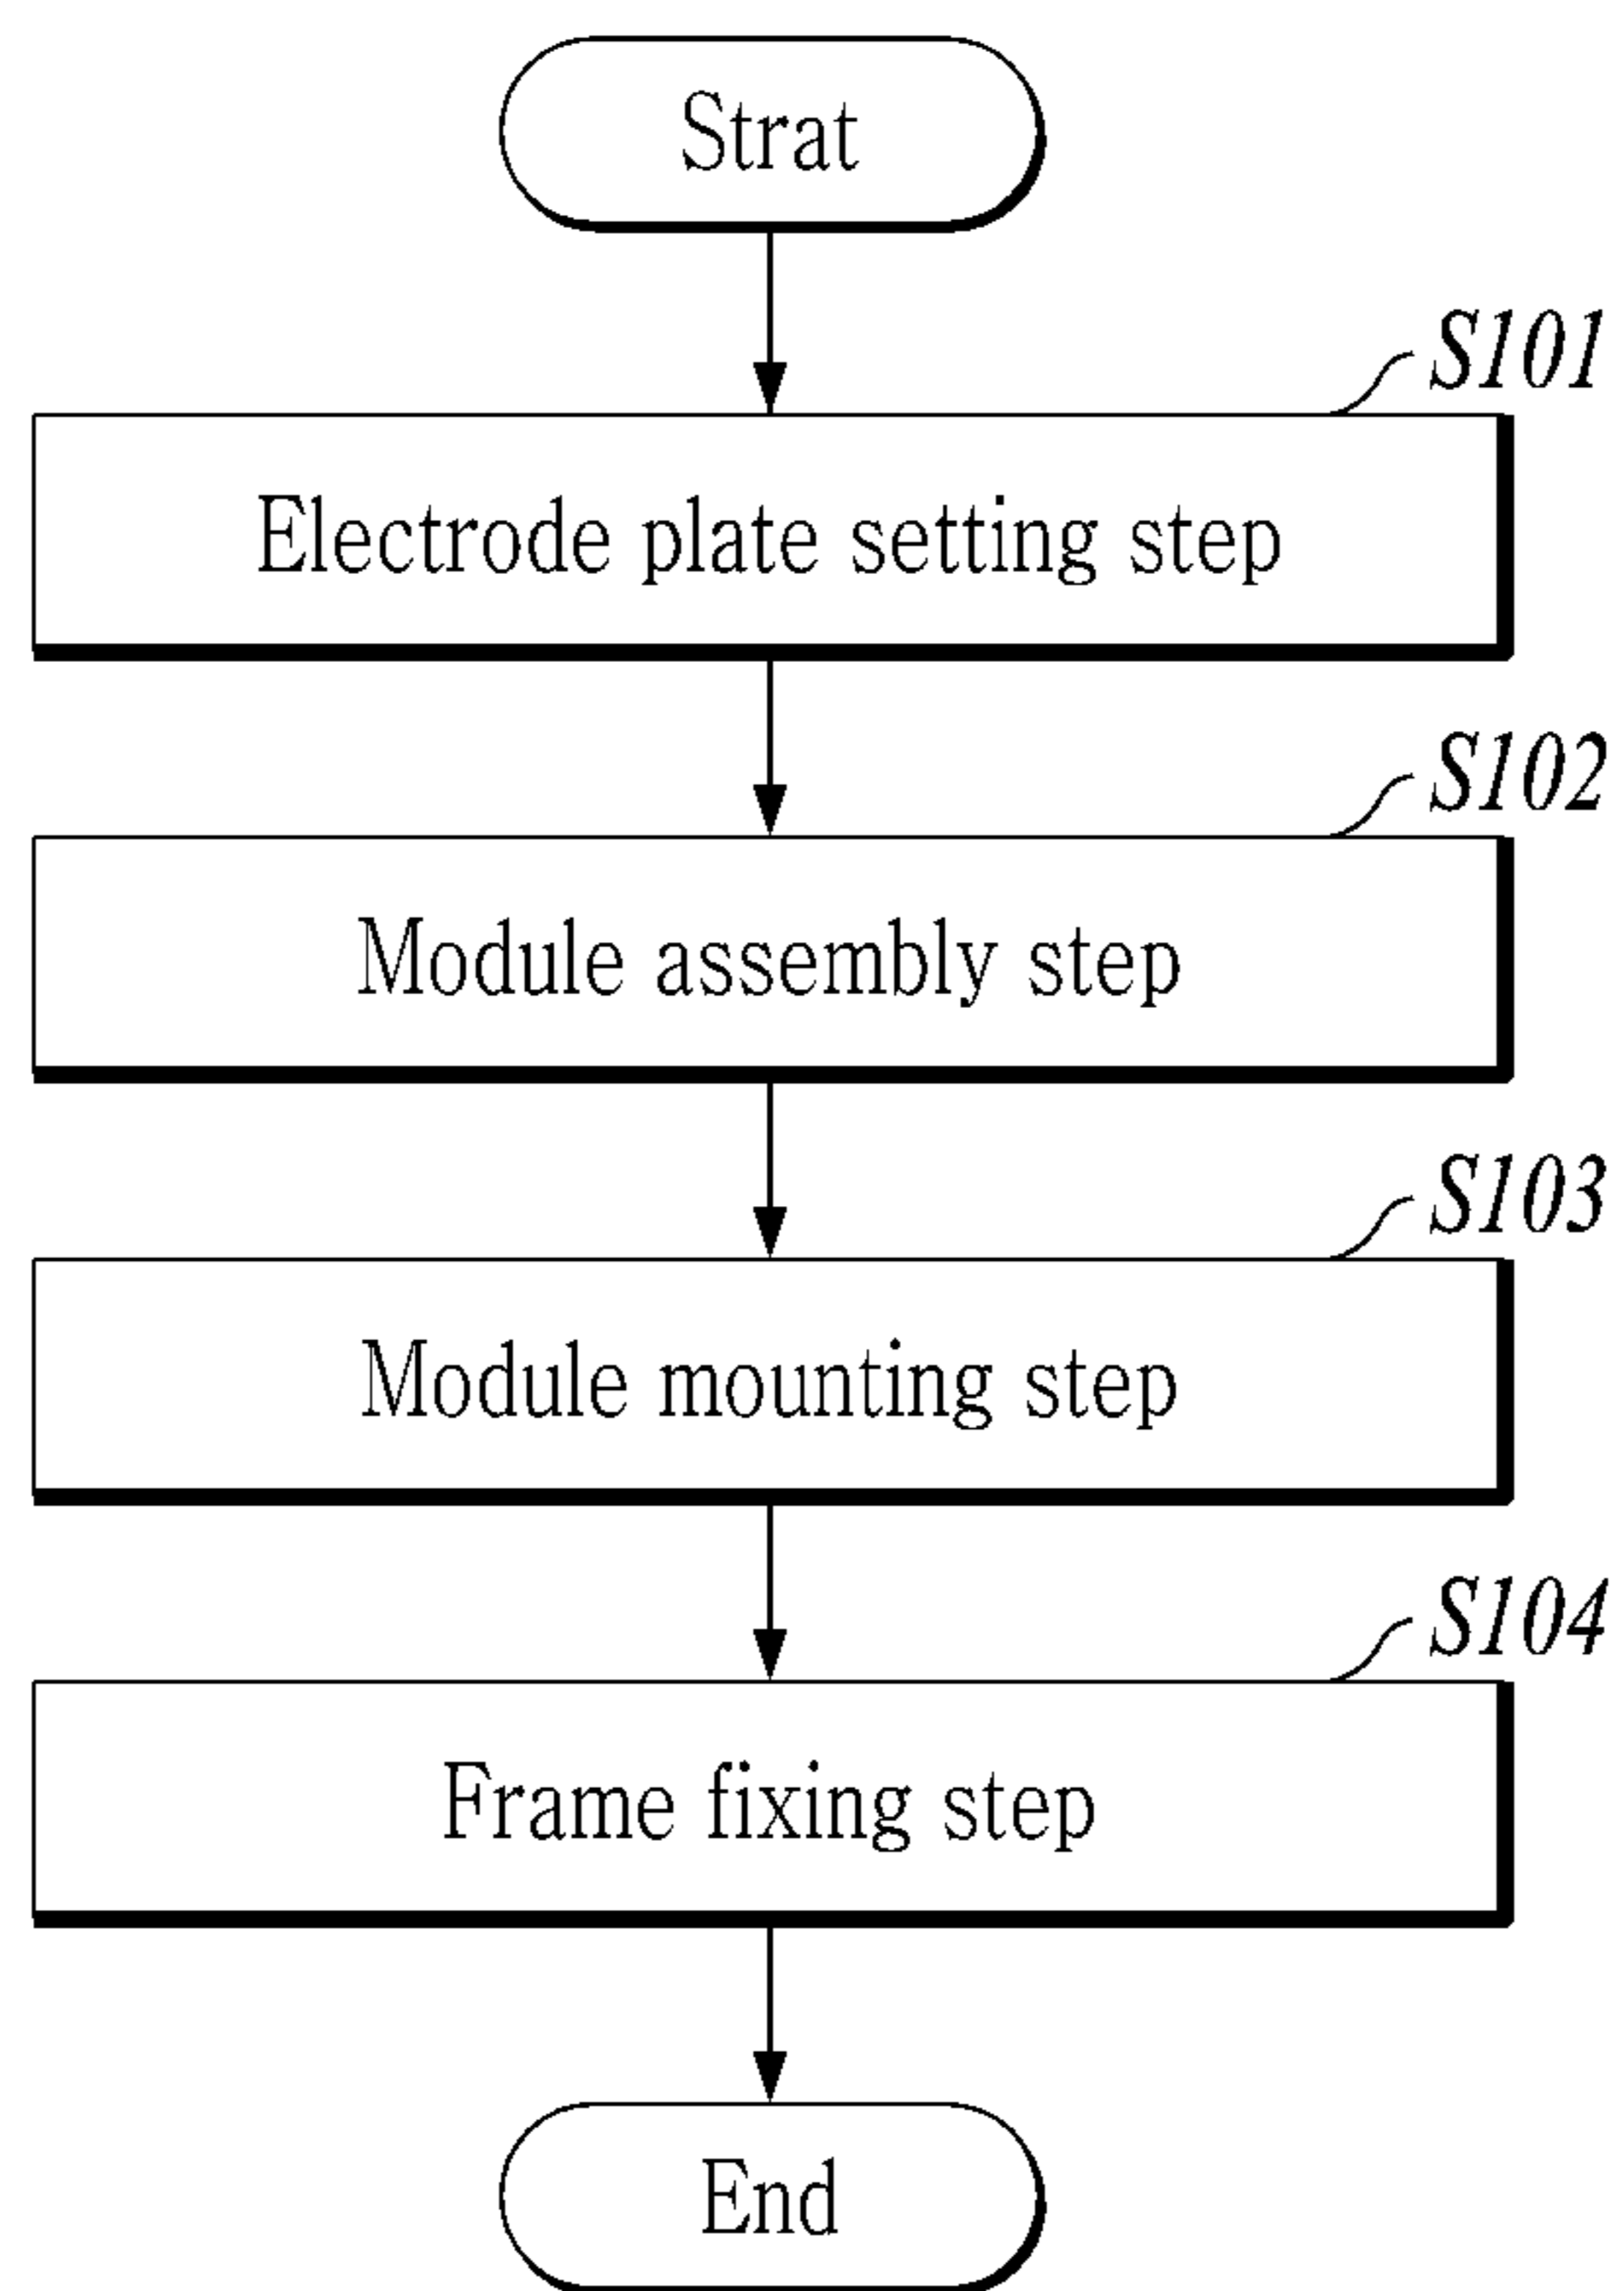 Strat
S101
Electrode plate setting step
S102
Module assembly step
S103
Module mounting step
S104
Frame fixing step
End